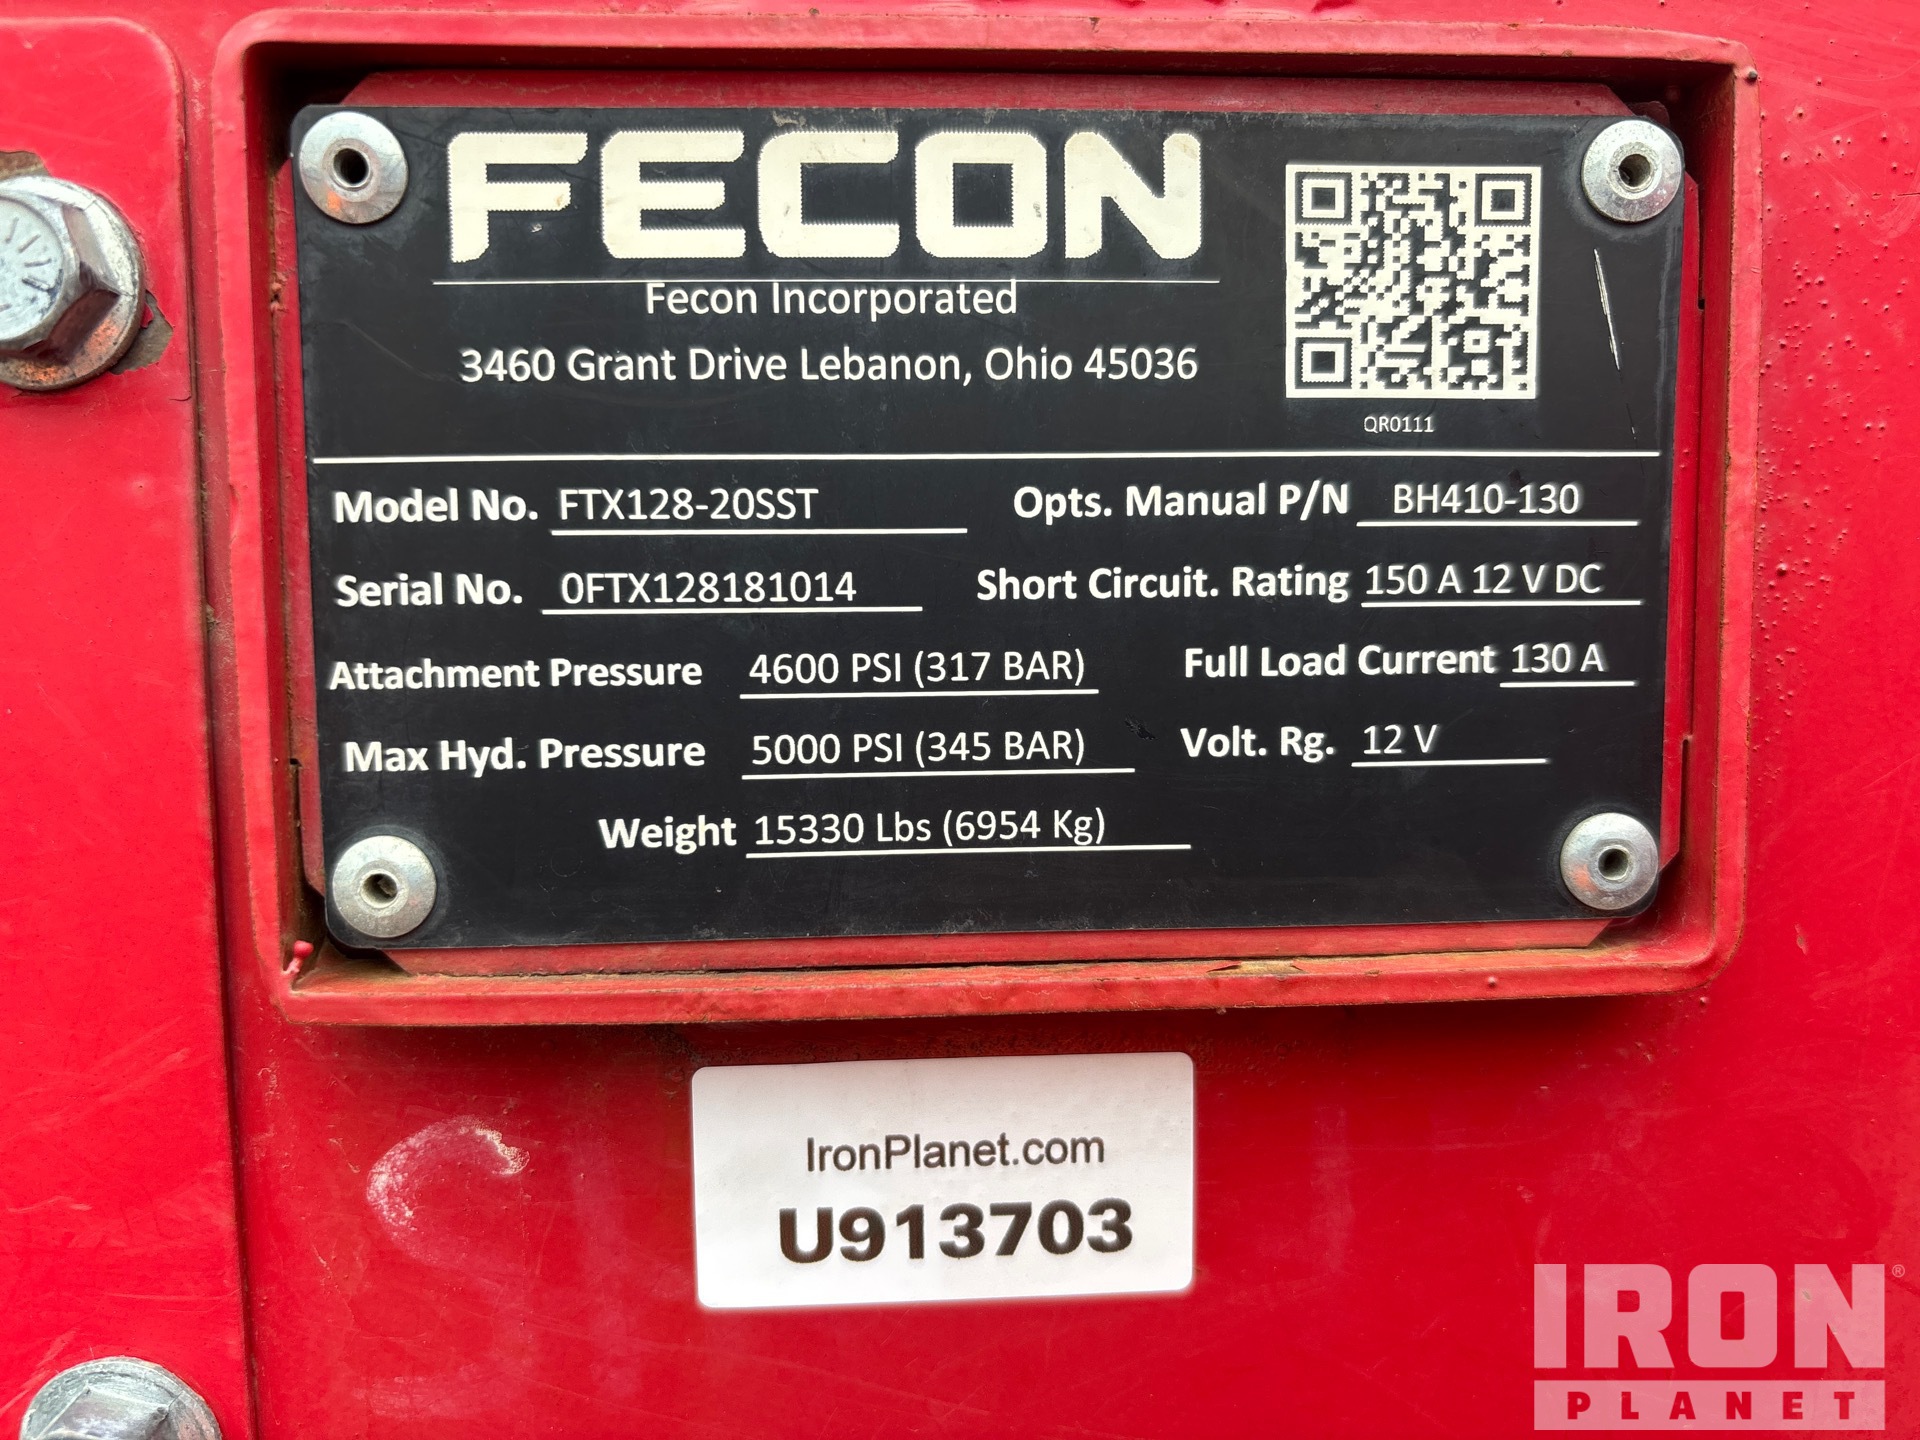 FECON
Fecon Incorporated
3460 Grant Drive Lebanon, Ohio 45036
QR0111
Model No. FTX128-20SST Opts. Manual P/N BH410-130
Serial No. 0FTX128181014 Short Circuit. Rating 150 A 12 V DC
Attachment Pressure 4600 PSI (317 BAR) Full Load Current 130 A
Max Hyd. Pressure 5000 PSI (345 BAR) Volt. Rg. 12 V
Weight 15330 Lbs (6954 Kg)
IronPlanet.com
U913703
IRON®
PLANET